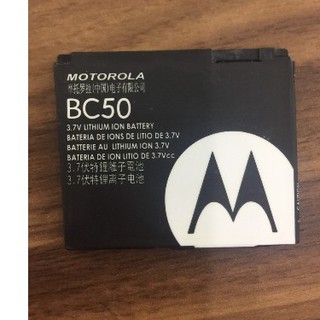 MOTOROLA
摩托罗拉(中国)电子有限公司
BC50
3.7V LITHIUM ION BATTERY
BATERIA DE IONES DE LITIO DE 3.7V
BATTERIE AU LITHIUM ION 3.7V
BATERIA DE ION LITIO DE 3.7Vcc
3.7伏特鋰離子電池
3.7伏特锂离子电池